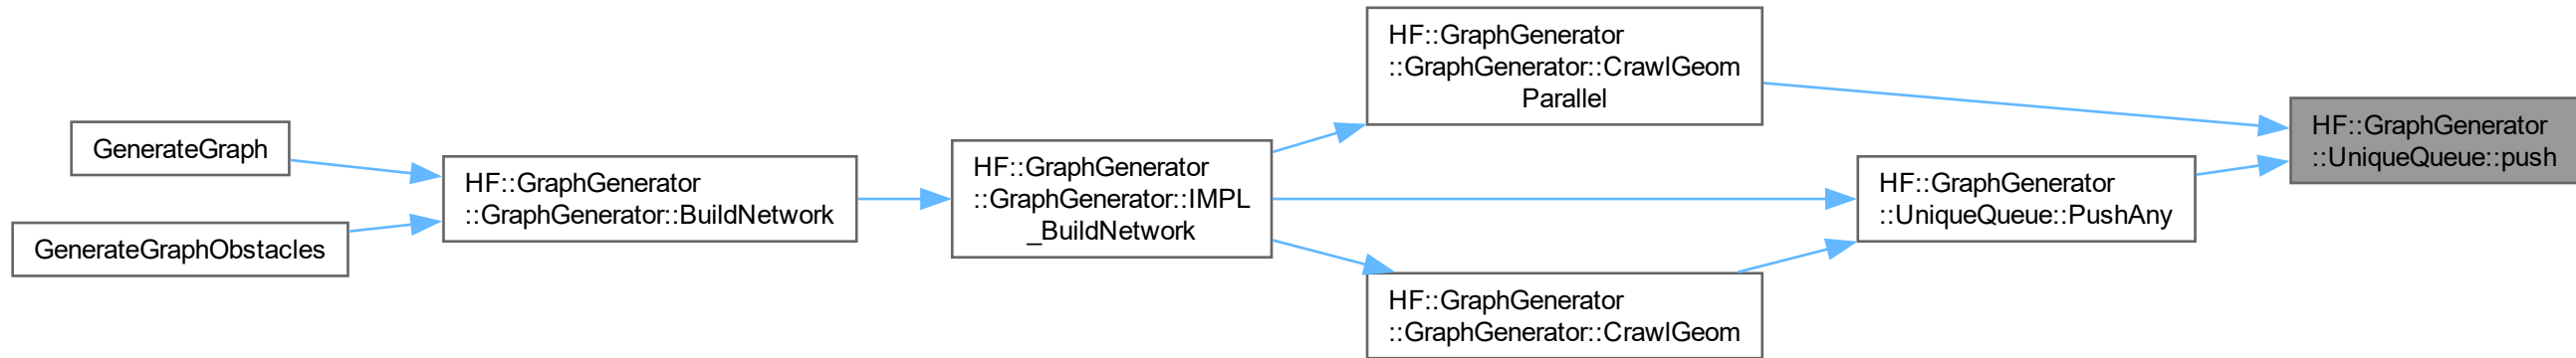 GenerateGraph
GenerateGraphObstacles
HF::GraphGenerator
::GraphGenerator::BuildNetwork
HF::GraphGenerator
::GraphGenerator::IMPL
_BuildNetwork
HF::GraphGenerator
::GraphGenerator::CrawlGeom
Parallel
HF::GraphGenerator
::GraphGenerator::CrawlGeom
HF::GraphGenerator
::UniqueQueue::PushAny
HF::GraphGenerator
::UniqueQueue::push